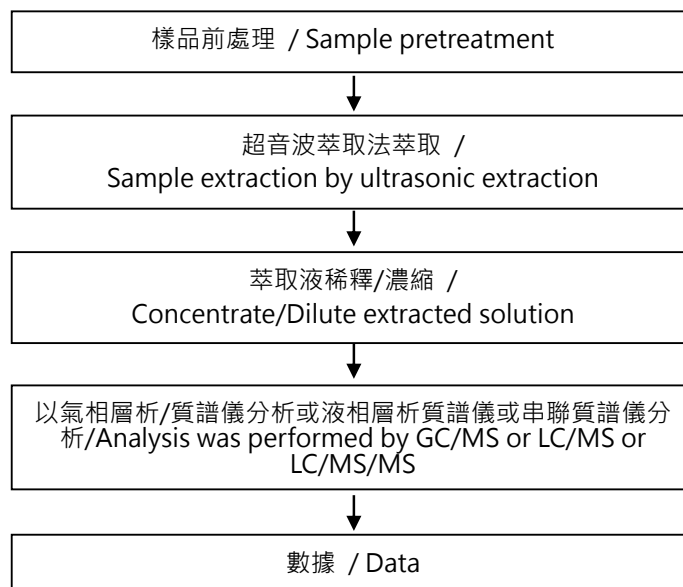 樣品前處理 / Sample pretreatment
超音波萃取法萃取 /
Sample extraction by ultrasonic extraction
萃取液稀釋/濃縮 /
Concentrate/Dilute extracted solution
以氣相層析/質譜儀分析或液相層析質譜儀或串聯質譜儀分
析/Analysis was performed by GC/MS or LC/MS or
LC/MS/MS
數據 / Data